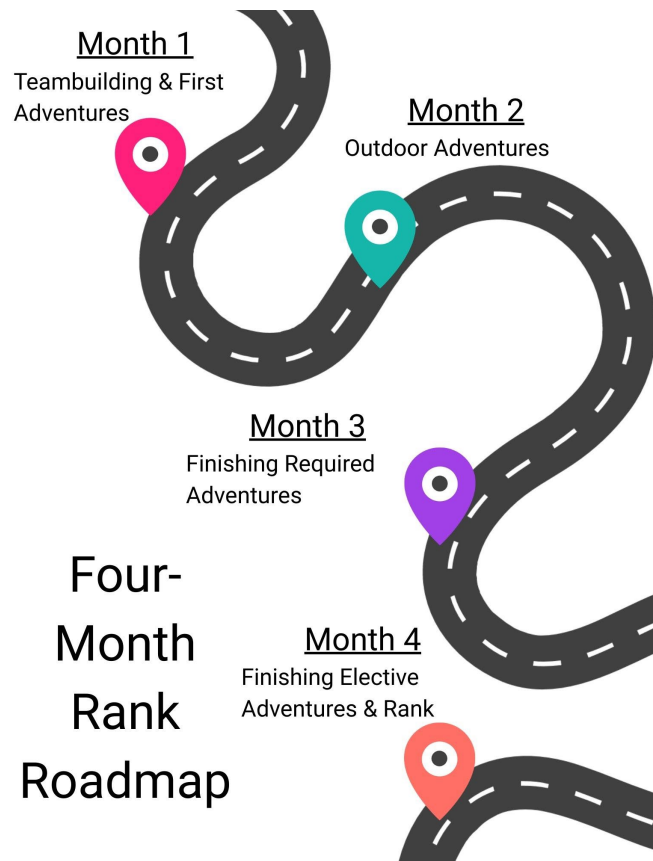 Month 1
Teambuilding & First
Adventures
Month 2
Outdoor Adventures
Month 3
Finishing Required
Adventures
Four-
Month
Rank
Roadmap
Month 4
Finishing Elective
Adventures & Rank